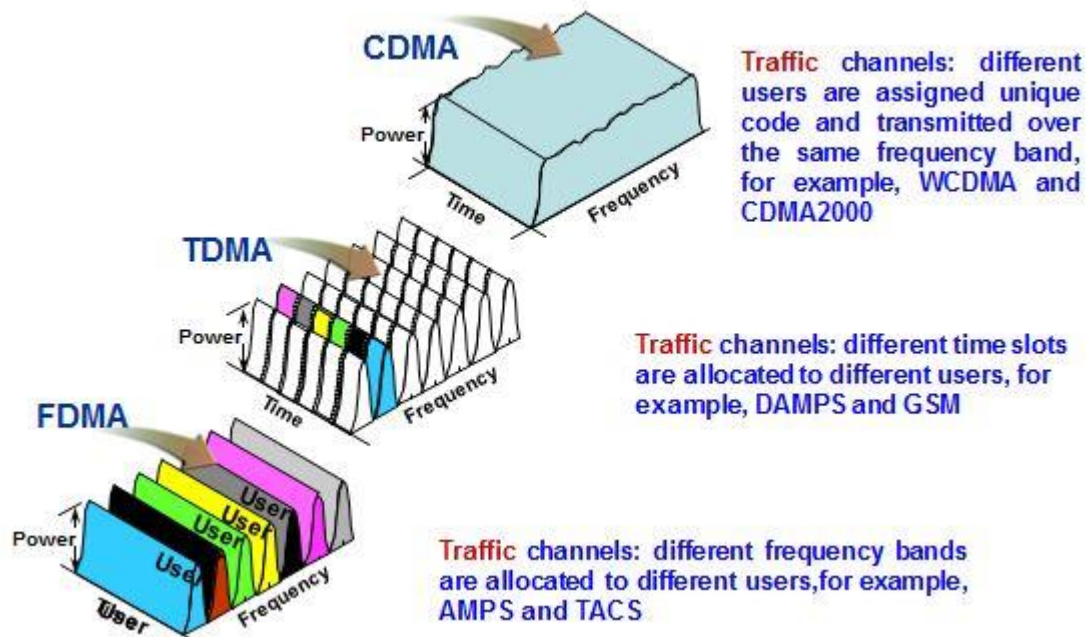 CDMA
Power
Time
Frequency
Traffic channels: different
users are assigned unique
code and transmitted over
the same frequency band,
for example, WCDMA and
CDMA2000
TDMA
Power
Time
Frequency
Traffic channels: different time slots
are allocated to different users, for
example, DAMPS and GSM
FDMA
Power
User
User
User
User
User
Frequency
Traffic channels: different frequency bands
are allocated to different users,for example,
AMPS and TACS